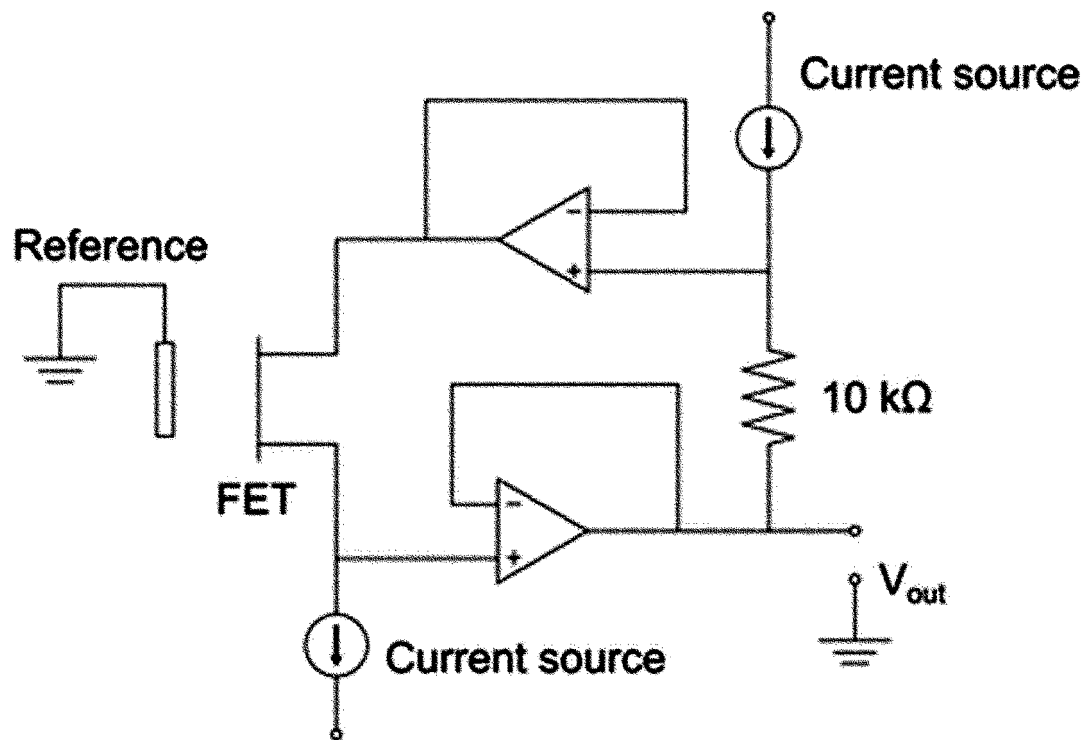 Current source
Reference
-
+
10 kΩ
FET
-
+
Vout
Current source